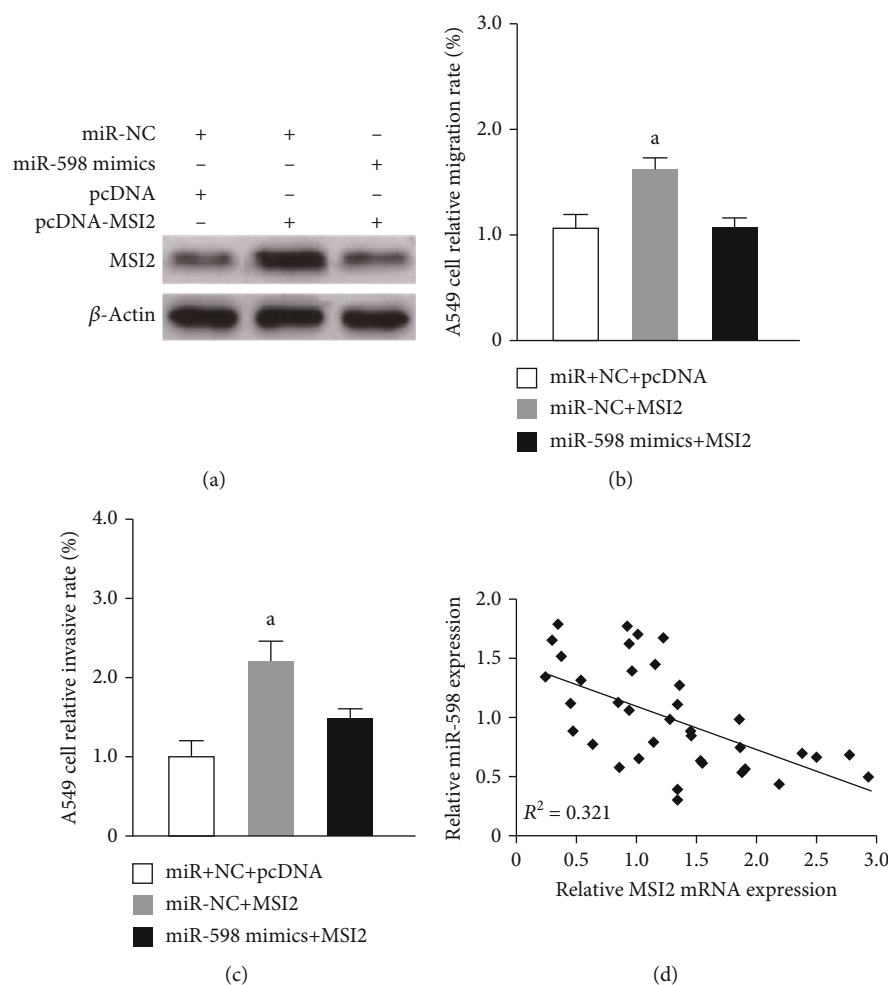 miR-NC + + –
miR-598 mimics – – +
pcDNA + – –
pcDNA-MSI2 – + +
MSI2
β-Actin
(a)
A549 cell relative migration rate (%)
3.0
2.0
1.0
0
a
miR+NC+pcDNA
miR-NC+MSI2
miR-598 mimics+MSI2
(b)
A549 cell relative invasive rate (%)
4.0
3.0
2.0
1.0
0
a
miR+NC+pcDNA
miR-NC+MSI2
miR-598 mimics+MSI2
(c)
Relative miR-598 expression
2.0
1.5
1.0
0.5
0
R² = 0.321
0 0.5 1.0 1.5 2.0 2.5 3.0
Relative MSI2 mRNA expression
(d)